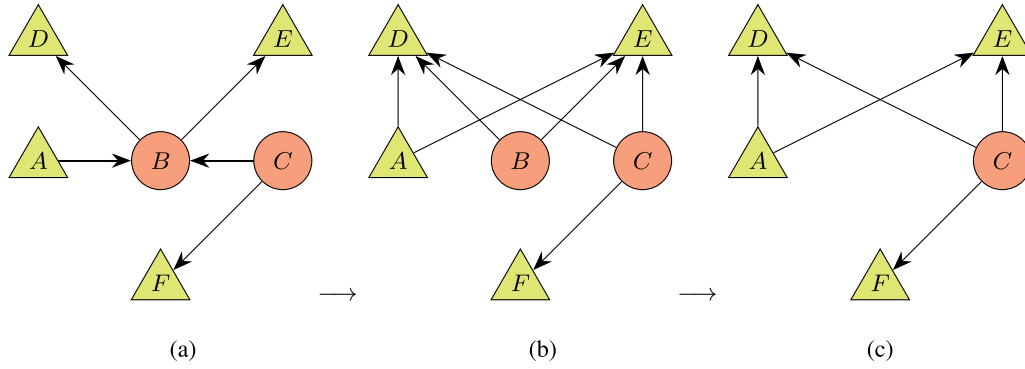 D E D E D E
A B C A B C A C
F F F
⟶ ⟶
(a) (b) (c)